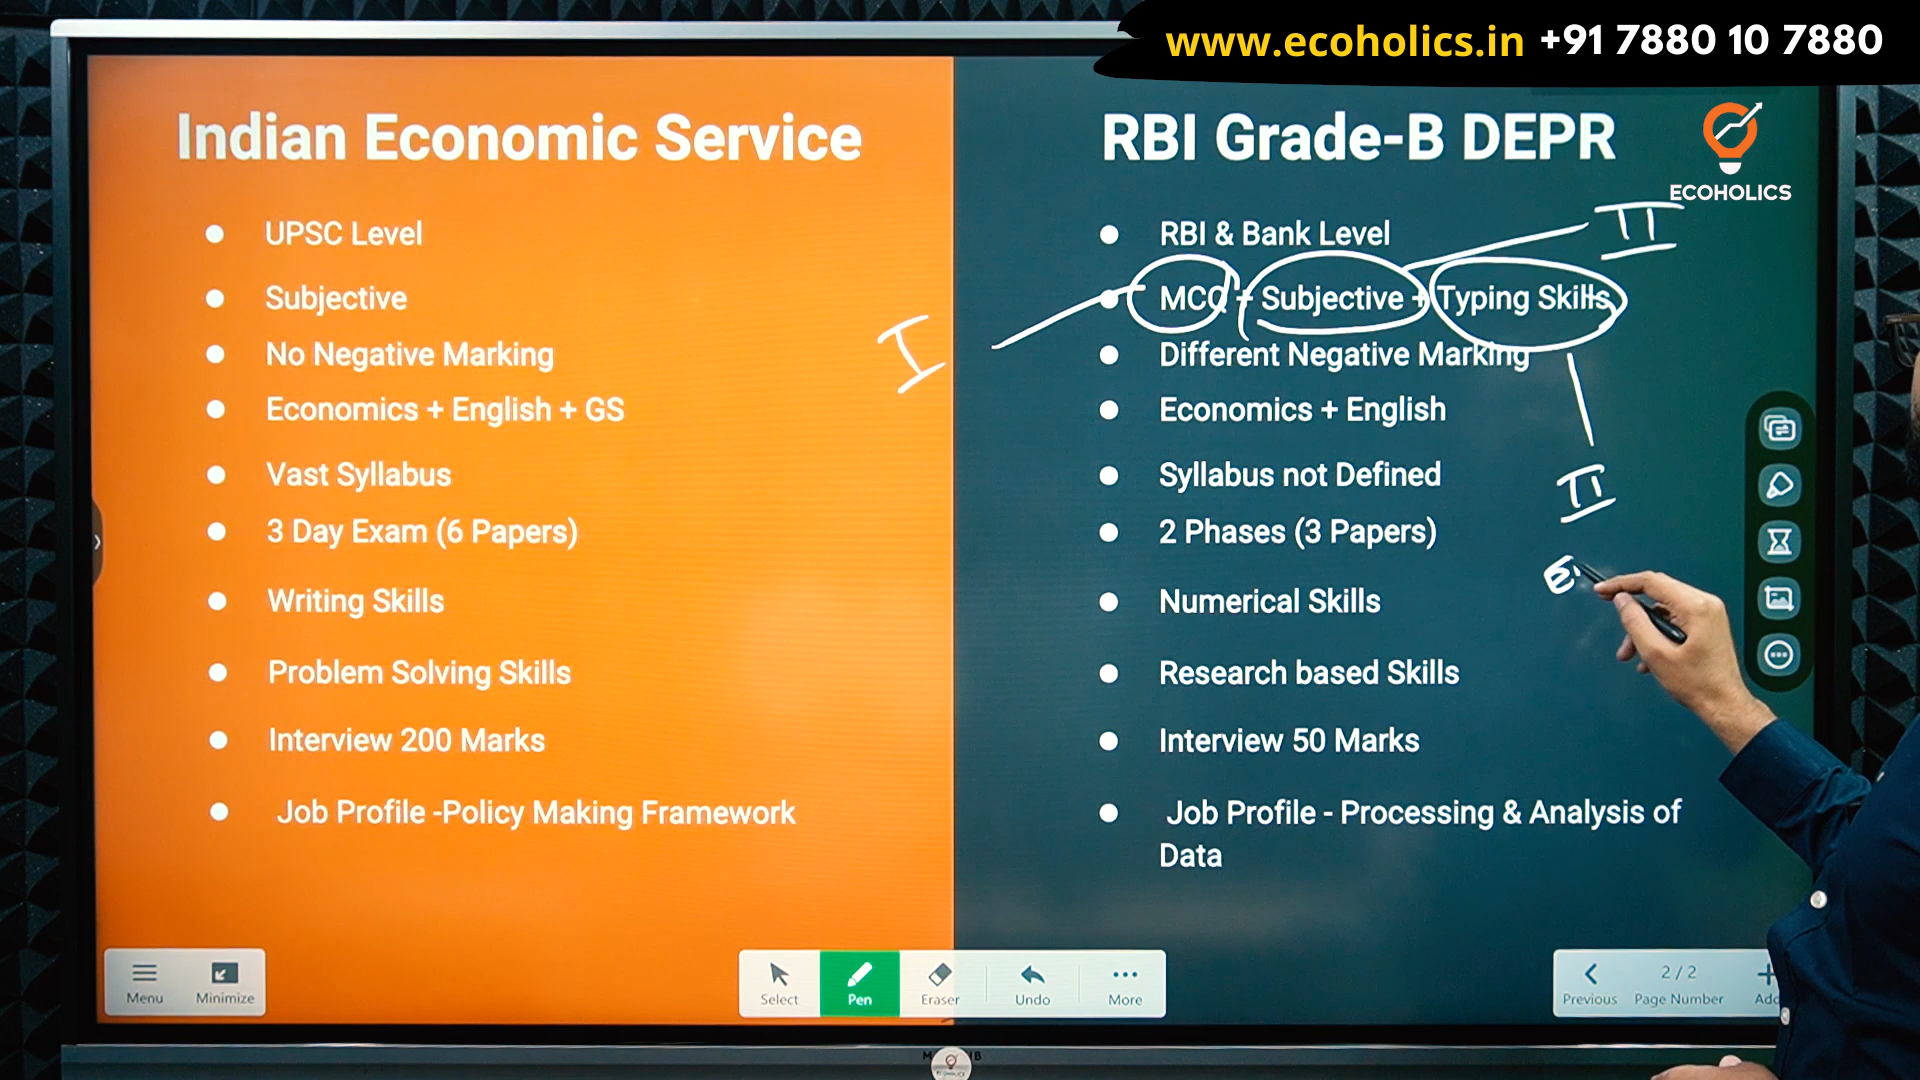 www.ecoholics.in +91 7880 10 7880
ECOHOLICS
Indian Economic Service
UPSC Level
Subjective
No Negative Marking
Economics + English + GS
Vast Syllabus
3 Day Exam (6 Papers)
Writing Skills
Problem Solving Skills
Interview 200 Marks
Job Profile -Policy Making Framework
RBI Grade-B DEPR
RBI & Bank Level
II
MCQ + Subjective + Typing Skills
I
Different Negative Marking
Economics + English
Syllabus not Defined
II
2 Phases (3 Papers)
Numerical Skills
Research based Skills
Interview 50 Marks
Job Profile - Processing & Analysis of
Data
Menu
Minimize
Select
Pen
Eraser
Undo
More
2 / 2
Previous
Page Number
Add
ECOHOLICS